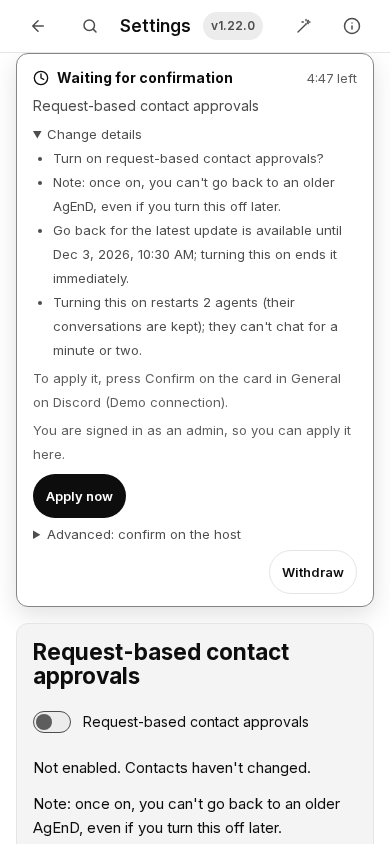 Settings v1.22.0
Waiting for confirmation 4:47 left
Request-based contact approvals
Change details
Turn on request-based contact approvals?
Note: once on, you can't go back to an older
AgEnD, even if you turn this off later.
Go back for the latest update is available until
Dec 3, 2026, 10:30 AM; turning this on ends it
immediately.
Turning this on restarts 2 agents (their
conversations are kept); they can't chat for a
minute or two.
To apply it, press Confirm on the card in General
on Discord (Demo connection).
You are signed in as an admin, so you can apply it
here.
Apply now
Advanced: confirm on the host
Withdraw
Request-based contact
approvals
Request-based contact approvals
Not enabled. Contacts haven't changed.
Note: once on, you can't go back to an older
AgEnD, even if you turn this off later.